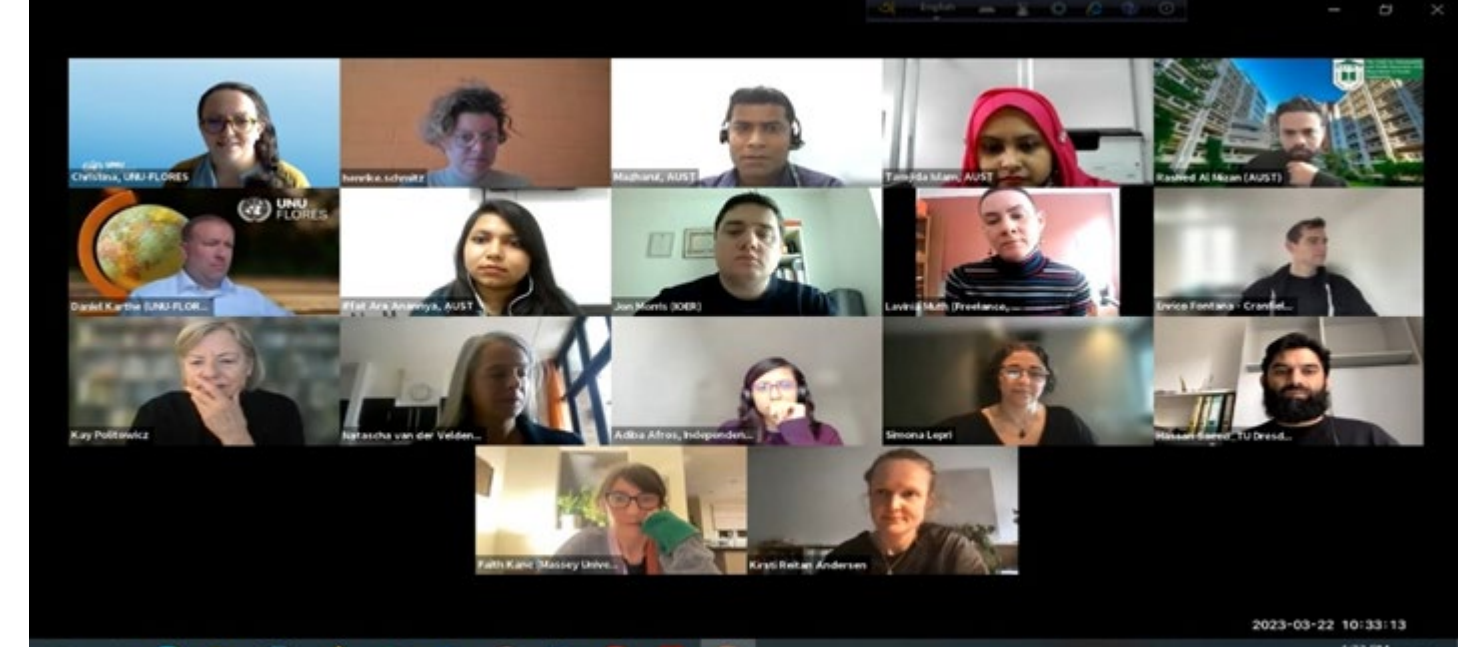 English
Christina, UNU-FLORES
henrike.schmitz
Mazharul, AUST
Tamjida Islam, AUST
Rashed Al Mizan (AUST)
UNU
FLORES
Daniel Karthe (UNU-FLOR...
Iffat Ara Anannya, AUST
Jon Morris (KIER)
Lavinia Muth (Freelance, ...
Enrico Fontana - Cranfiel...
Kay Politowicz
Natascha van der Velden...
Adiba Afros, Independen...
Simona Lepri
Hassan Saeed_TU Dresd...
Faith Kane (Massey Unive...
Kirsti Reitan Andersen
2023-03-22 10:33:13